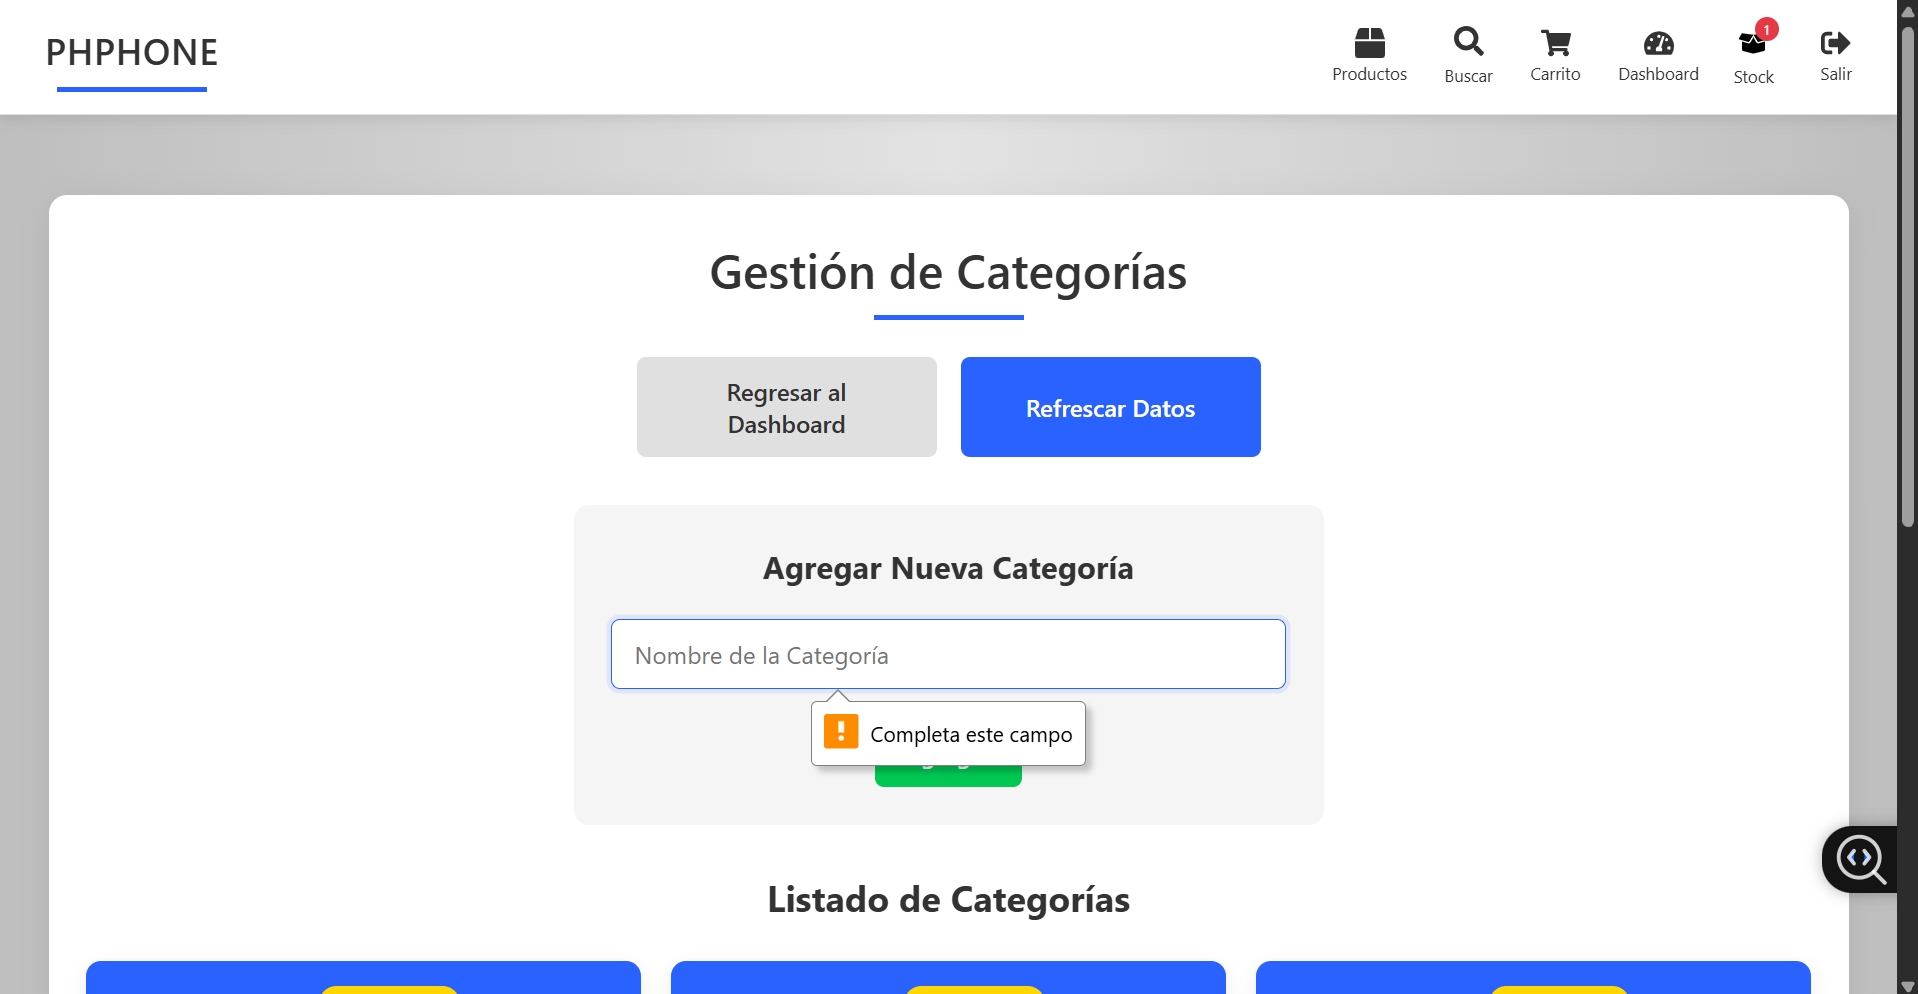 PHPHONE
Productos
Buscar
Carrito
Dashboard
1
Stock
Salir
Gestión de Categorías
Regresar al
Dashboard
Refrescar Datos
Agregar Nueva Categoría
Nombre de la Categoría
Completa este campo
Listado de Categorías